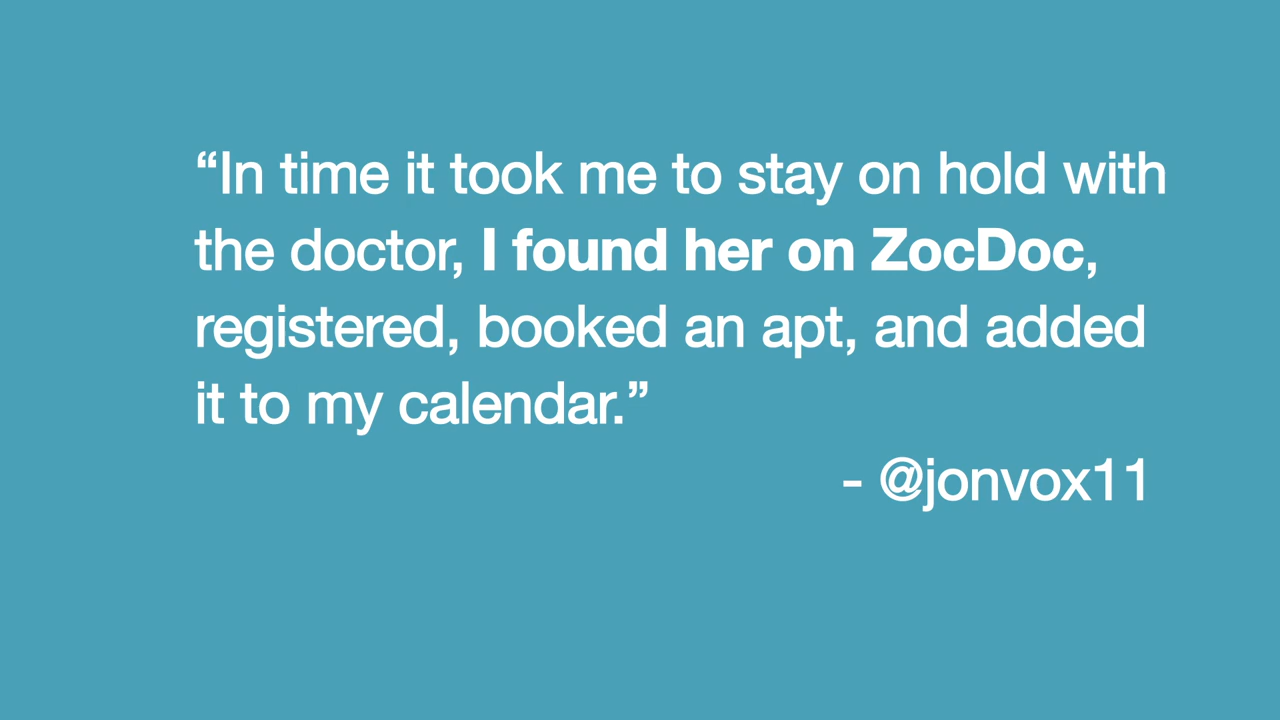 “In time it took me to stay on hold with
the doctor, I found her on ZocDoc,
registered, booked an apt, and added
it to my calendar.”
- @jonvox11